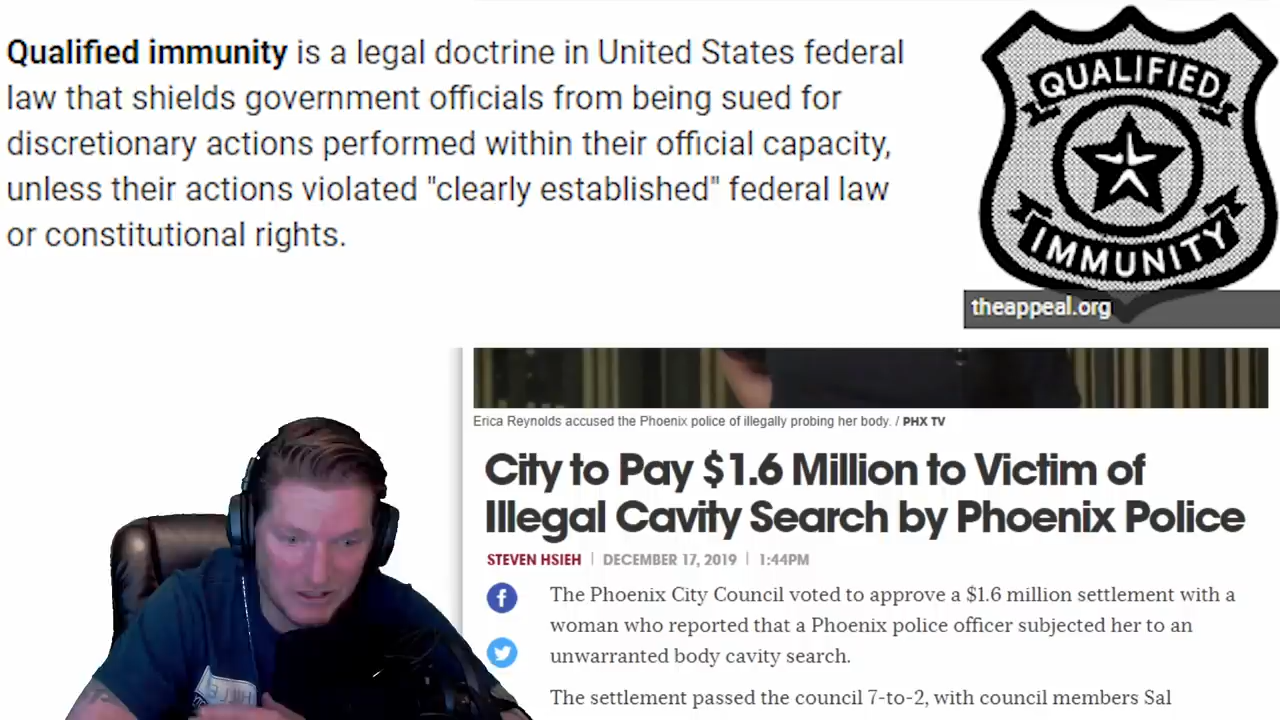 Qualified immunity is a legal doctrine in United States federal
law that shields government officials from being sued for
discretionary actions performed within their official capacity,
unless their actions violated "clearly established" federal law
or constitutional rights.
QUALIFIED
IMMUNITY
theappeal.org
Erica Reynolds accused the Phoenix police of illegally probing her body. / PHX TV
City to Pay $1.6 Million to Victim of
Illegal Cavity Search by Phoenix Police
STEVEN HSIEH | DECEMBER 17, 2019 | 1:44PM
The Phoenix City Council voted to approve a $1.6 million settlement with a
woman who reported that a Phoenix police officer subjected her to an
unwarranted body cavity search.
The settlement passed the council 7-to-2, with council members Sal